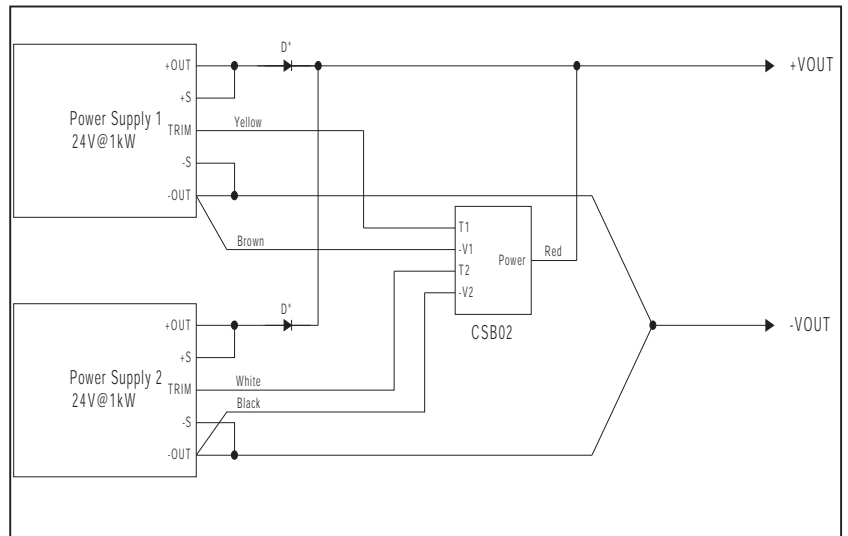 D*
+OUT
+VOUT
+S
Power Supply 1
24V@1kW
TRIM
Yellow
-S
-OUT
T1
Brown
-V1
Power
Red
T2
-V2
CSB02
D*
+OUT
-VOUT
+S
Power Supply 2
24V@1kW
TRIM
White
Black
-S
-OUT